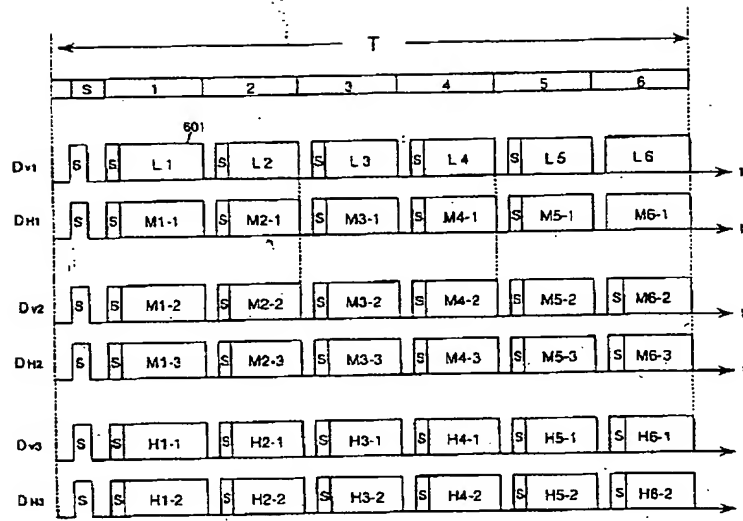 T
S 1 2 3 4 5 6
601
DV1 S S L1 S L2 S L3 S L4 S L5 L6 t
DH1 S S M1-1 S M2-1 S M3-1 S M4-1 S M5-1 M6-1 t
DV2 S S M1-2 S M2-2 S M3-2 S M4-2 S M5-2 S M6-2 t
DH2 S S M1-3 S M2-3 S M3-3 S M4-3 S M5-3 S M6-3 t
DV3 S S H1-1 S H2-1 S H3-1 S H4-1 S H5-1 S H6-1
DH3 S S H1-2 S H2-2 S H3-2 S H4-2 S H5-2 S H6-2